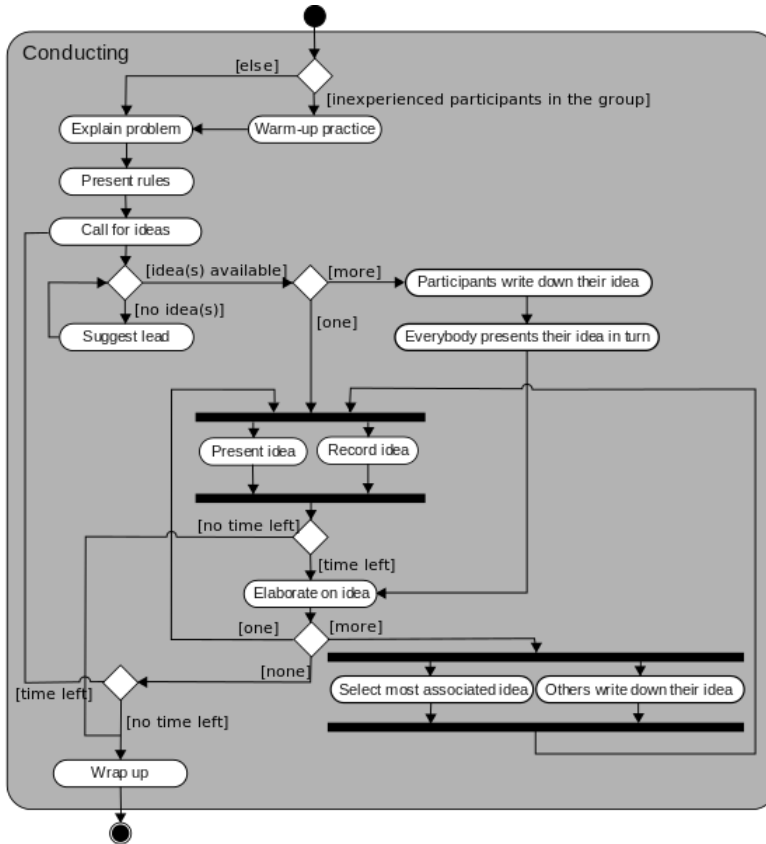 Conducting
[else]
[inexperienced participants in the group]
Explain problem
Warm-up practice
Present rules
Call for ideas
[idea(s) available]
[more]
Participants write down their idea
[no idea(s)]
[one]
Suggest lead
Everybody presents their idea in turn
Present idea
Record idea
[no time left]
[time left]
Elaborate on idea
[one]
[more]
[none]
[time left]
Select most associated idea
Others write down their idea
[no time left]
Wrap up